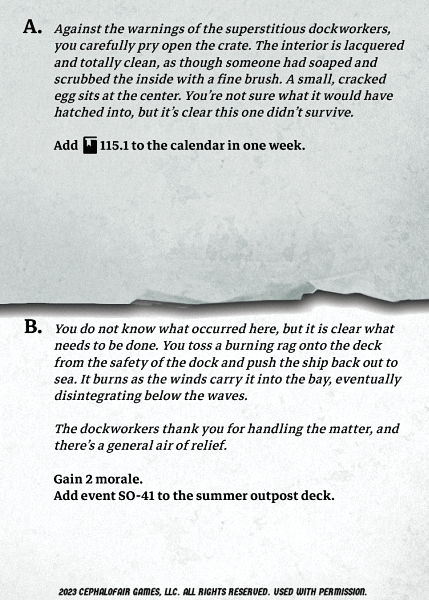 A. Against the warnings of the superstitious dockworkers,
you carefully pry open the crate. The interior is lacquered
and totally clean, as though someone had soaped and
scrubbed the inside with a fine brush. A small, cracked
egg sits at the center. You're not sure what it would have
hatched into, but it's clear this one didn't survive.
Add 115.1 to the calendar in one week.
B. You do not know what occurred here, but it is clear what
needs to be done. You toss a burning rag onto the deck
from the safety of the dock and push the ship back out to
sea. It burns as the winds carry it into the bay, eventually
disintegrating below the waves.
The dockworkers thank you for handling the matter, and
there's a general air of relief.
Gain 2 morale.
Add event SO-41 to the summer outpost deck.
2023 CEPHALOFAIR GAMES, LLC. ALL RIGHTS RESERVED. USED WITH PERMISSION.